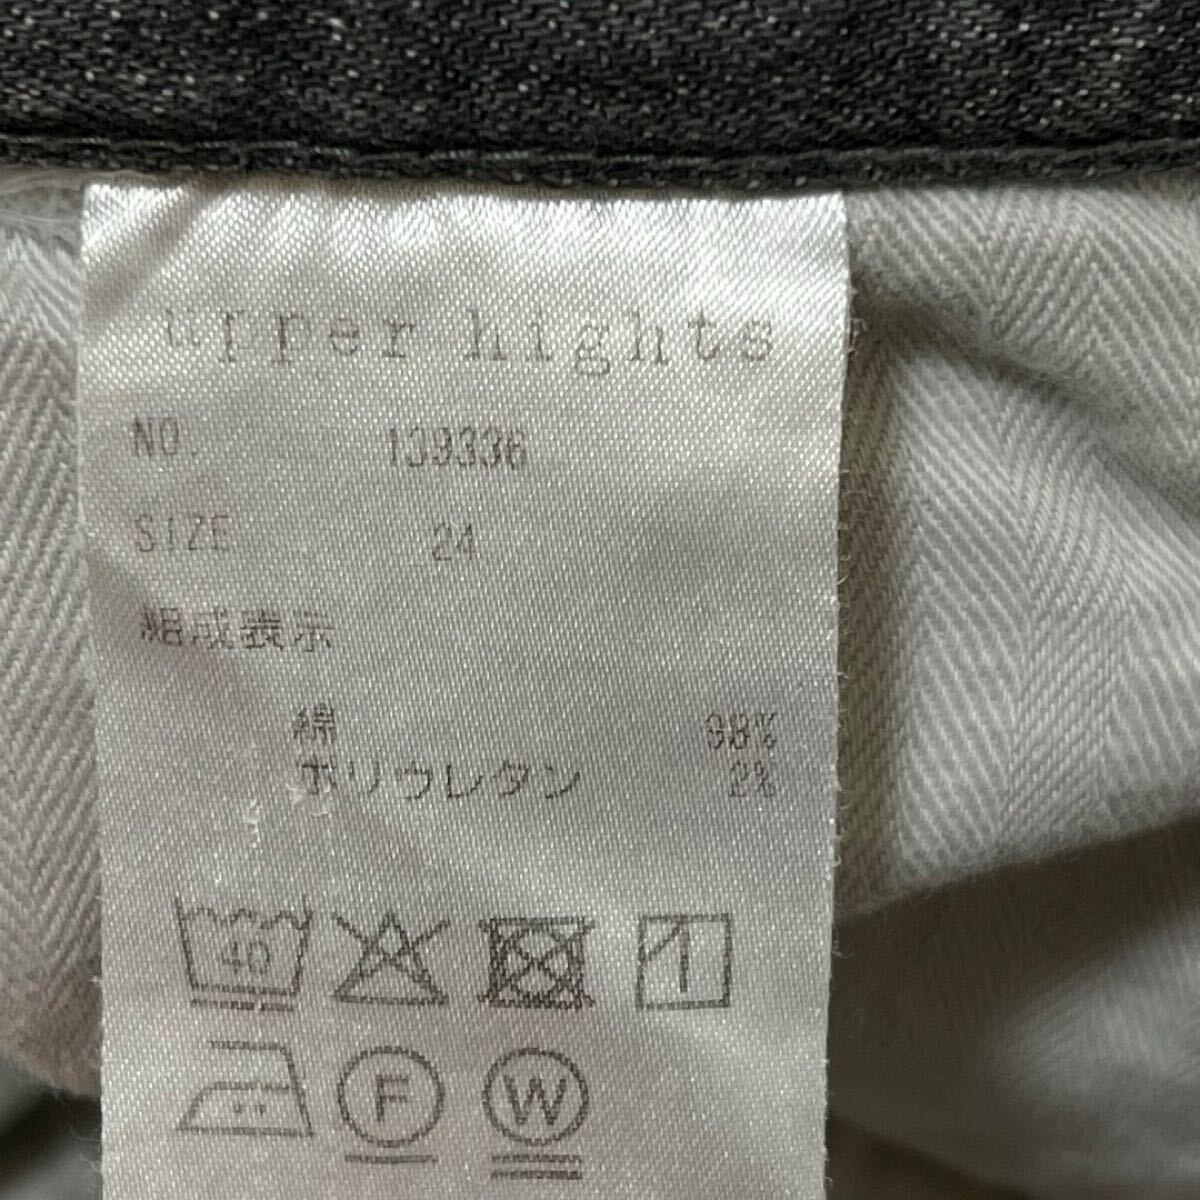 upper hights
NO. 139336
SIZE 24
組成表示
綿 98%
ポリウレタン 2%
40
F W